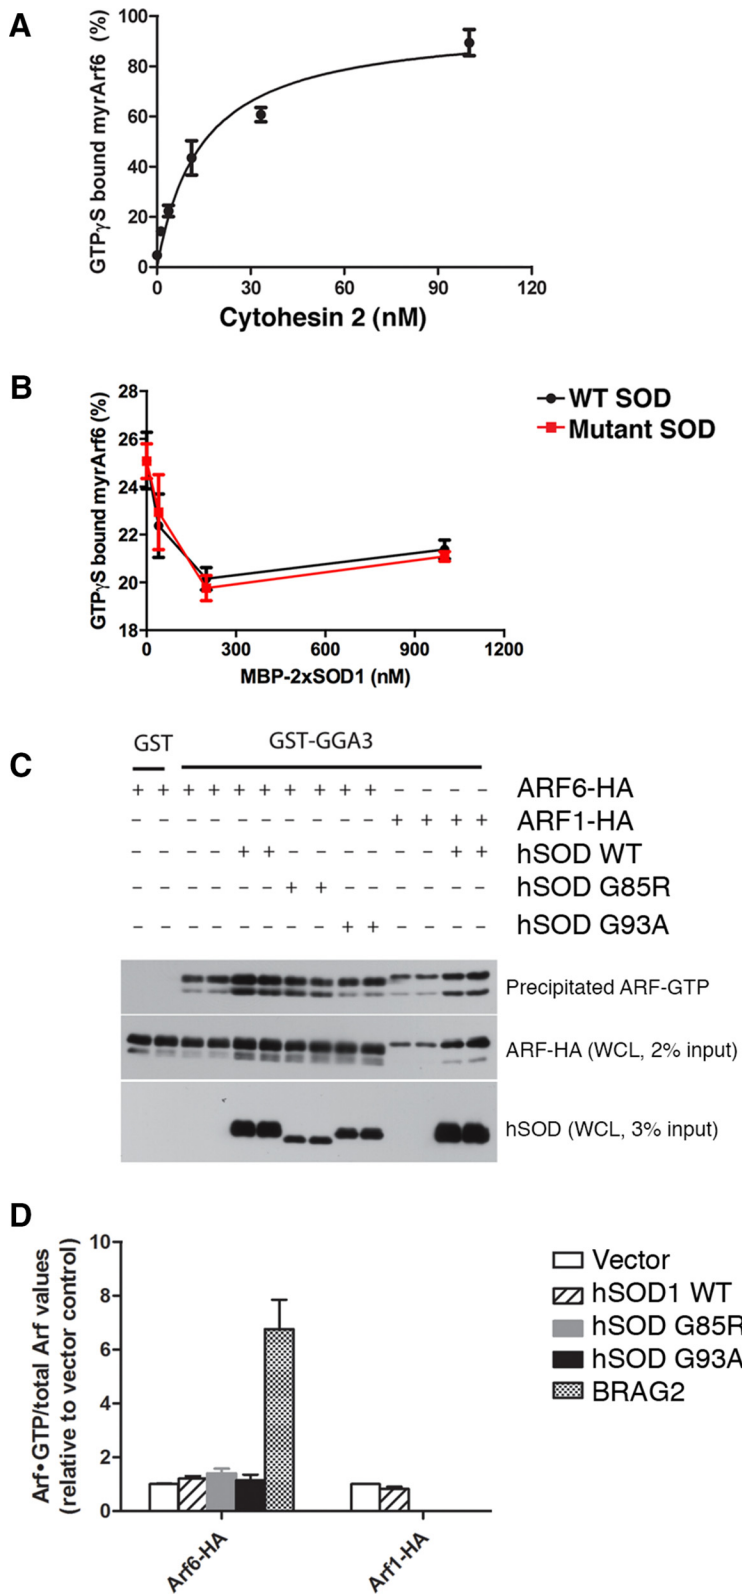 A
GTPγS bound myrArf6 (%)
100
80
60
40
20
0
0 30 60 90 120
Cytohesin 2 (nM)
B
GTPγS bound myrArf6 (%)
28
26
24
22
20
18
0 300 600 900 1200
MBP-2xSOD1 (nM)
WT SOD
Mutant SOD
C
GST GST-GGA3
+ + + + + + + + + + – – – – ARF6-HA
– – – – – – – – – – + + + + ARF1-HA
– – – – + + – – – – – – + + hSOD WT
– – – – – – + + – – – – – – hSOD G85R
– – – – – – – – + + – – – – hSOD G93A
Precipitated ARF-GTP
ARF-HA (WCL, 2% input)
hSOD (WCL, 3% input)
D
Arf•GTP/total Arf values
(relative to vector control)
10
8
6
4
2
0
Arf6-HA Arf1-HA
Vector
hSOD1 WT
hSOD G85R
hSOD G93A
BRAG2